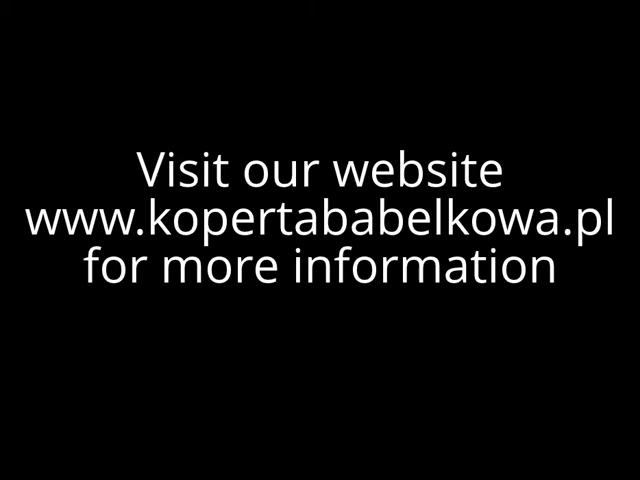 Visit our website
www.kopertababelkowa.pl
for more information